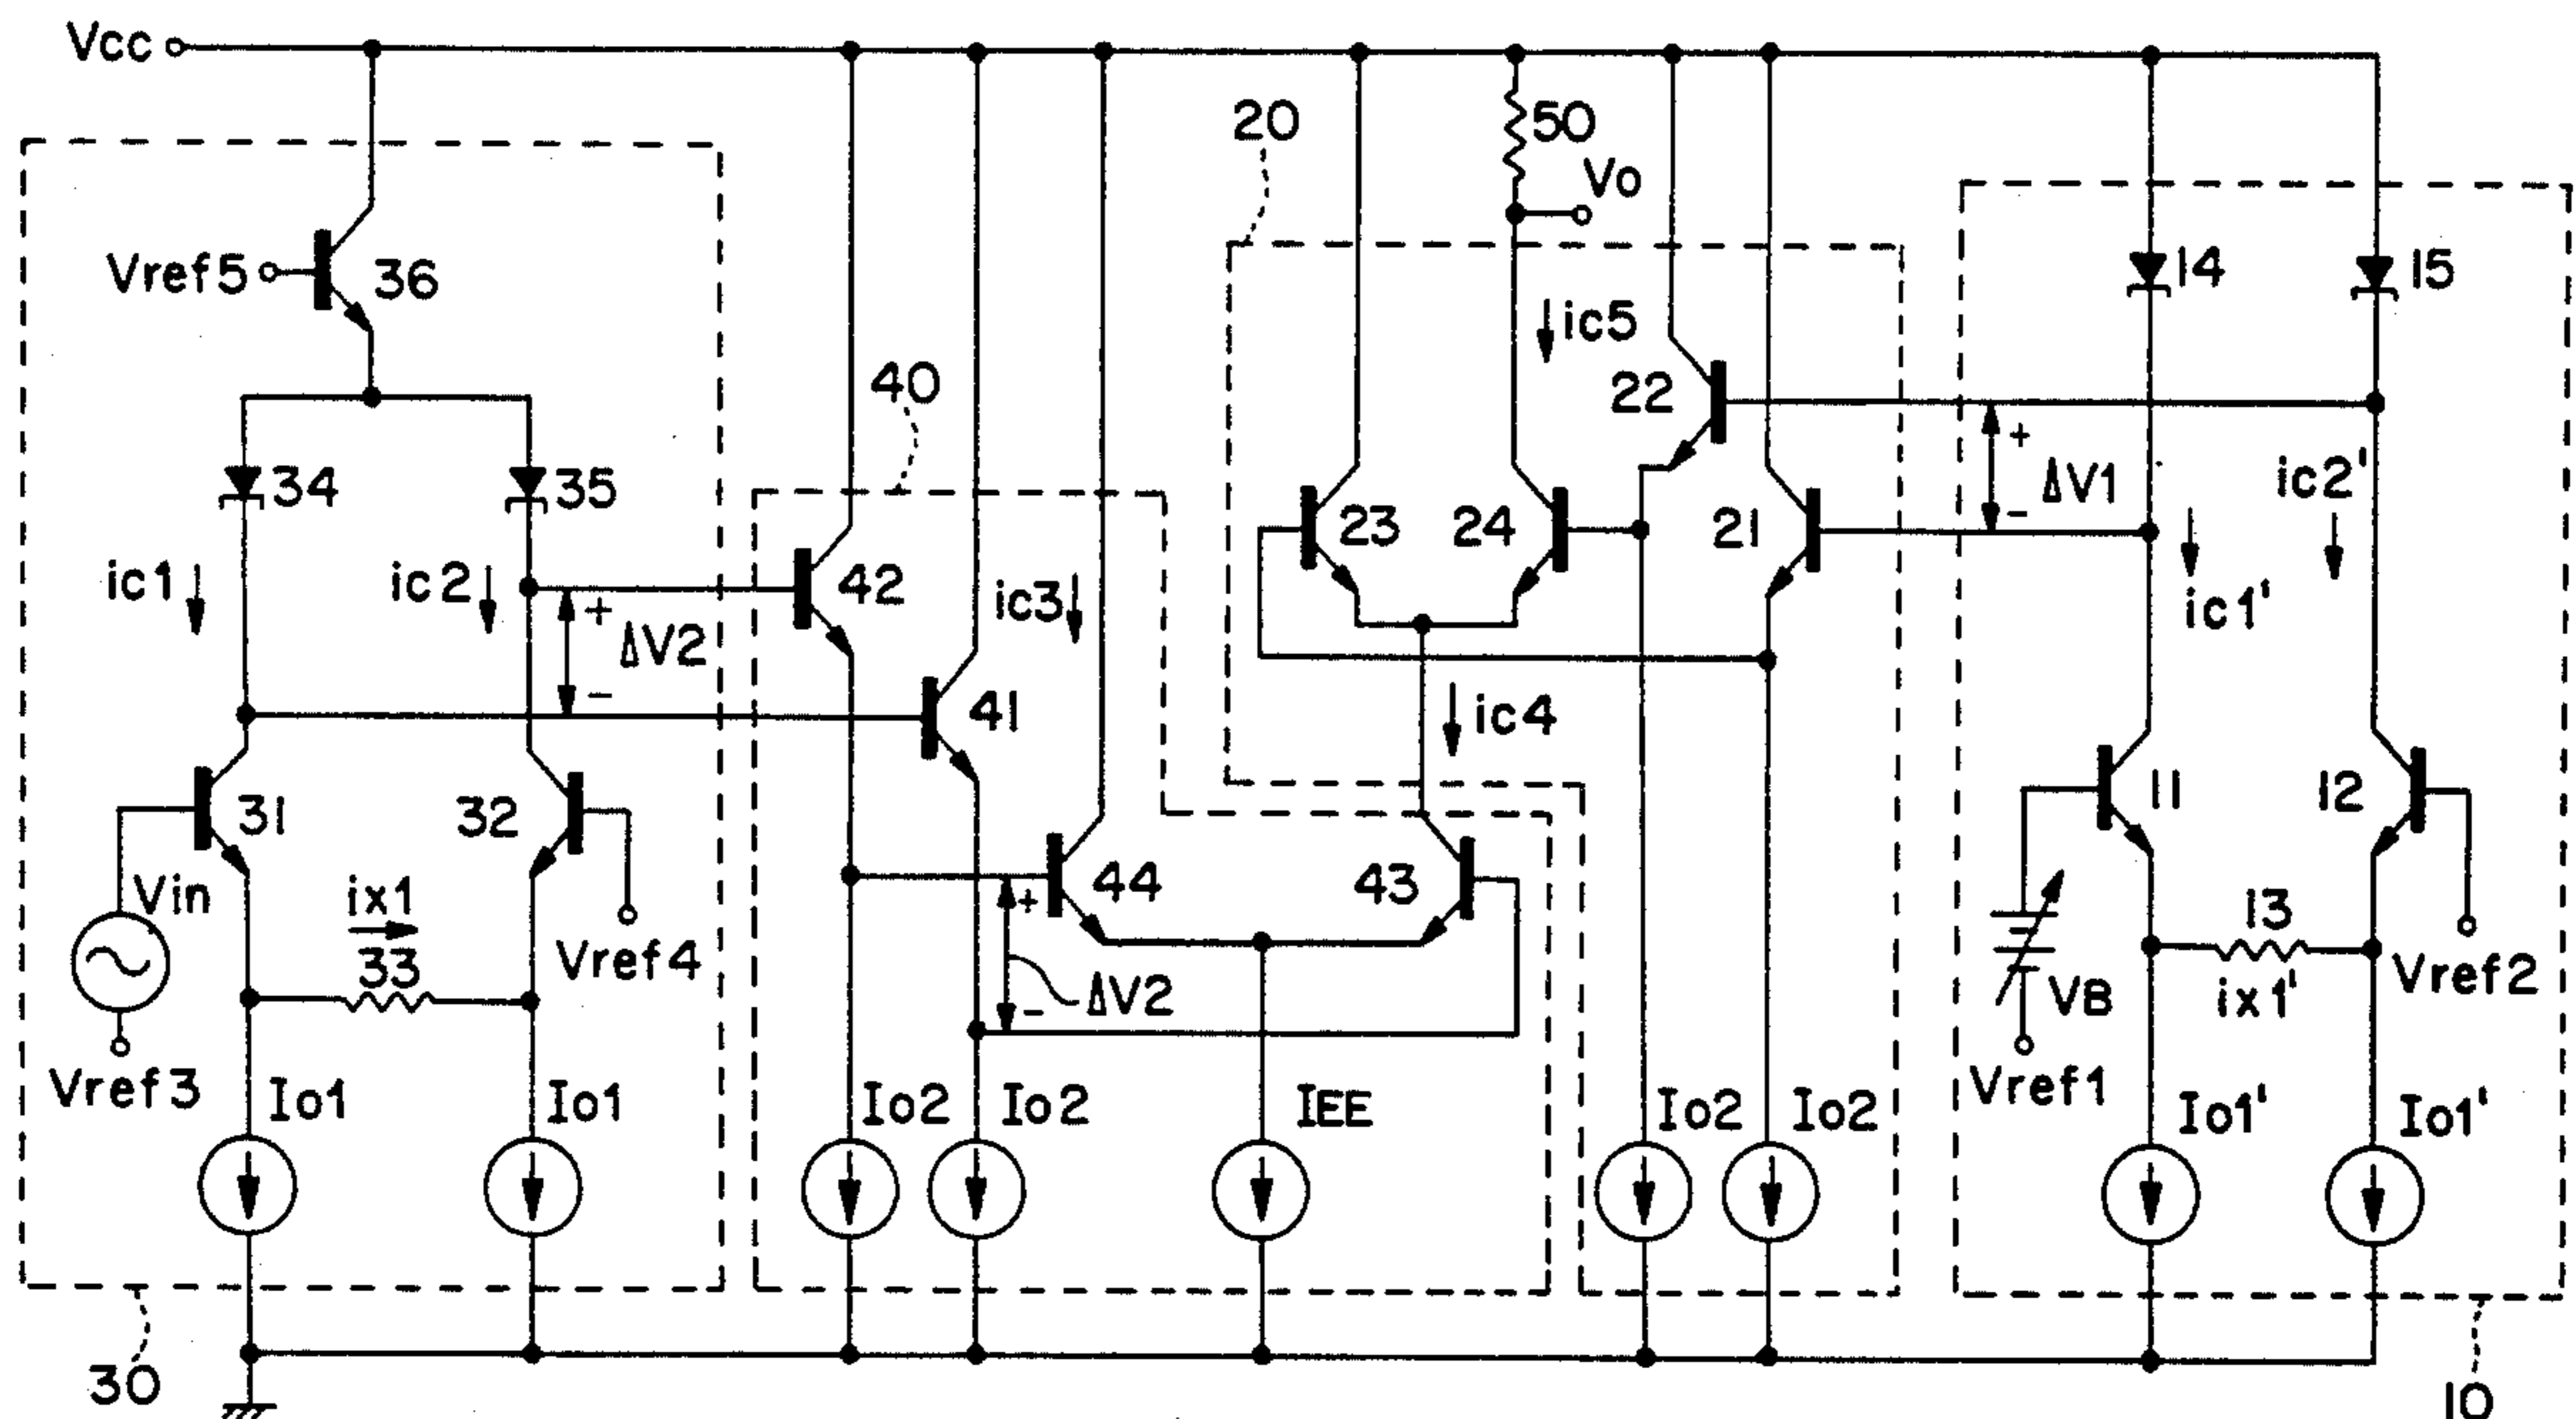 Vcc
20
50
Vo
Vref5
36
14
15
ic5
40
22
34
35
ΔV1
+
-
ic2'
ic1
ic2
+
ΔV2
-
42
ic3
23
24
21
ic1'
41
ic4
31
32
11
12
Vin
ix1
33
Vref4
44
43
+
ΔV2
-
13
ix1'
VB
Vref2
Vref3
Vref1
Io1
Io1
Io2
Io2
IEE
Io2
Io2
Io1'
Io1'
30
10